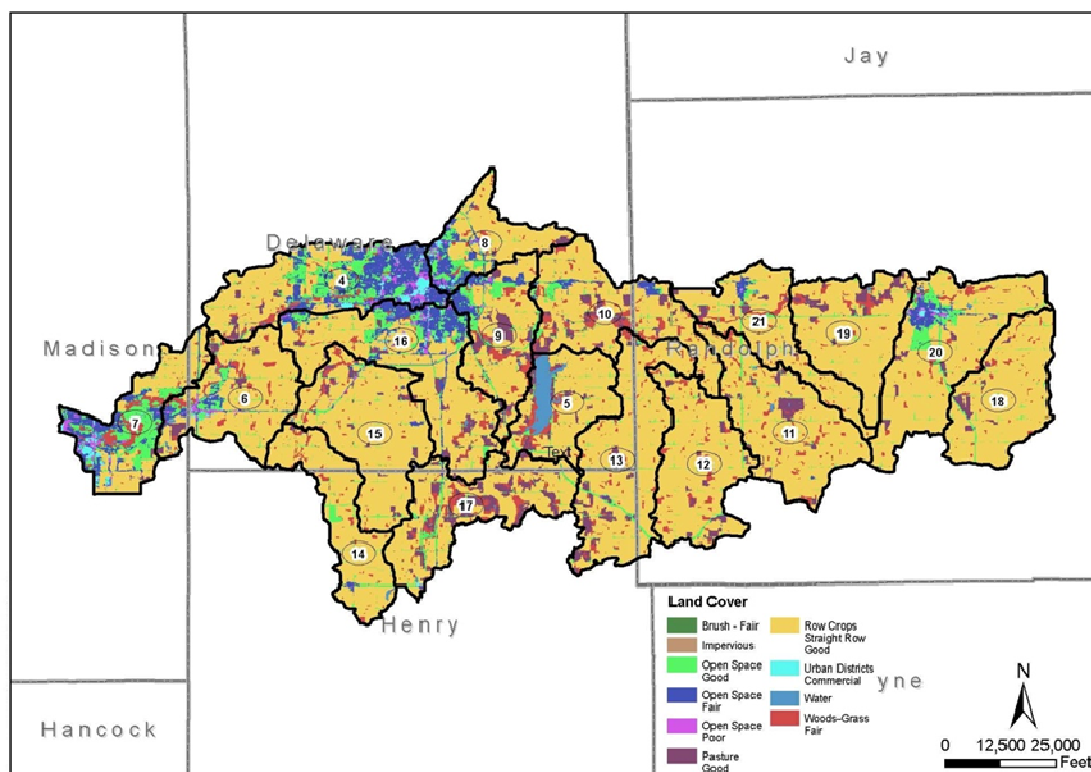 Jay
Delaware
8
4
10
21
9
19
16
Madison
Randolph
20
6
5
18
7
15
11
Text
13
12
17
14
Henry
Land Cover
Brush - Fair
Impervious
Open Space
Good
Open Space
Fair
Open Space
Poor
Pasture
Good
Row Crops
Straight Row
Good
Urban Districts
Commercial
Water
Woods-Grass
Fair
yne
Hancock
N
0 12,500 25,000
Feet